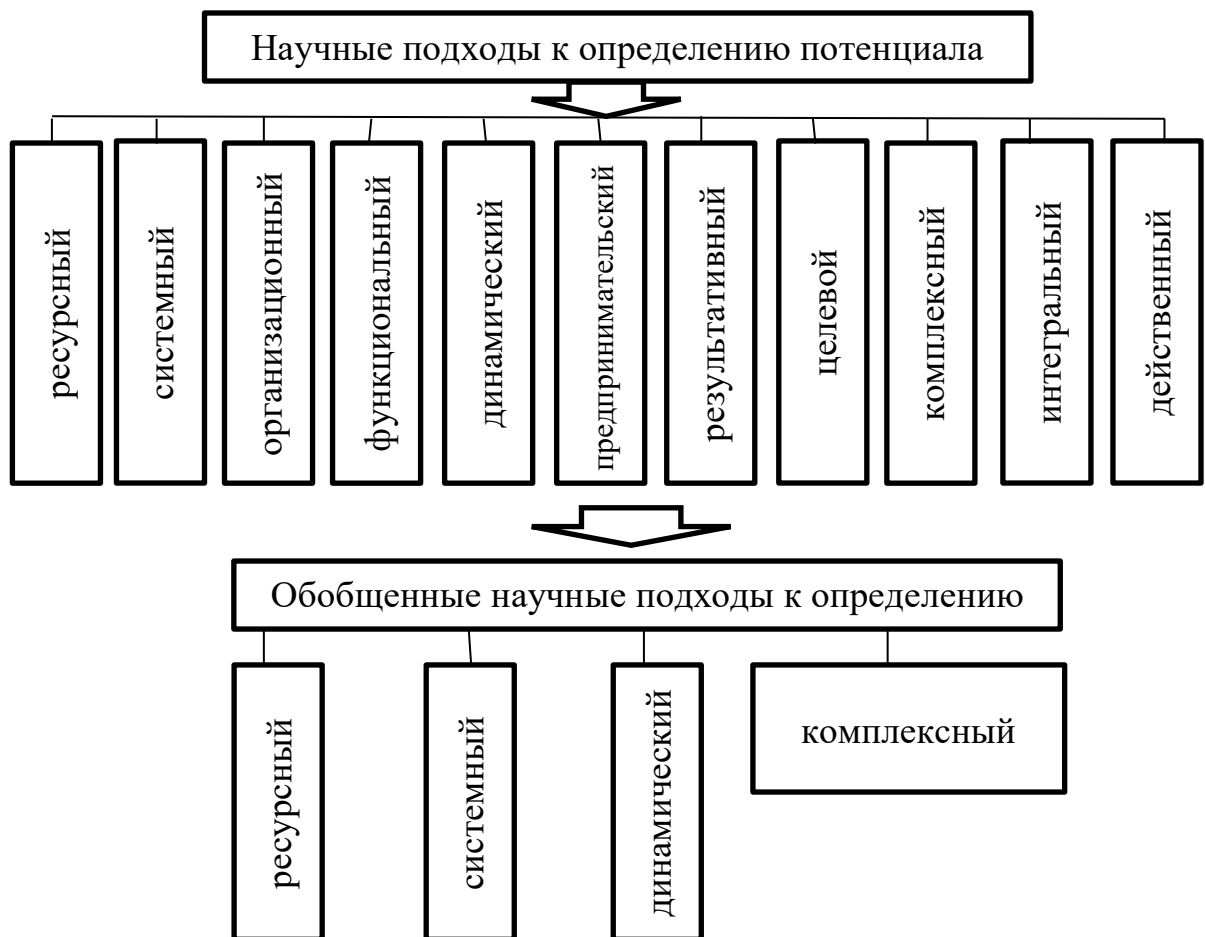 Научные подходы к определению потенциала
ресурсный
системный
организационный
функциональный
динамический
предпринимательский
результативный
целевой
комплексный
интегральный
действенный
Обобщенные научные подходы к определению
ресурсный
системный
динамический
комплексный